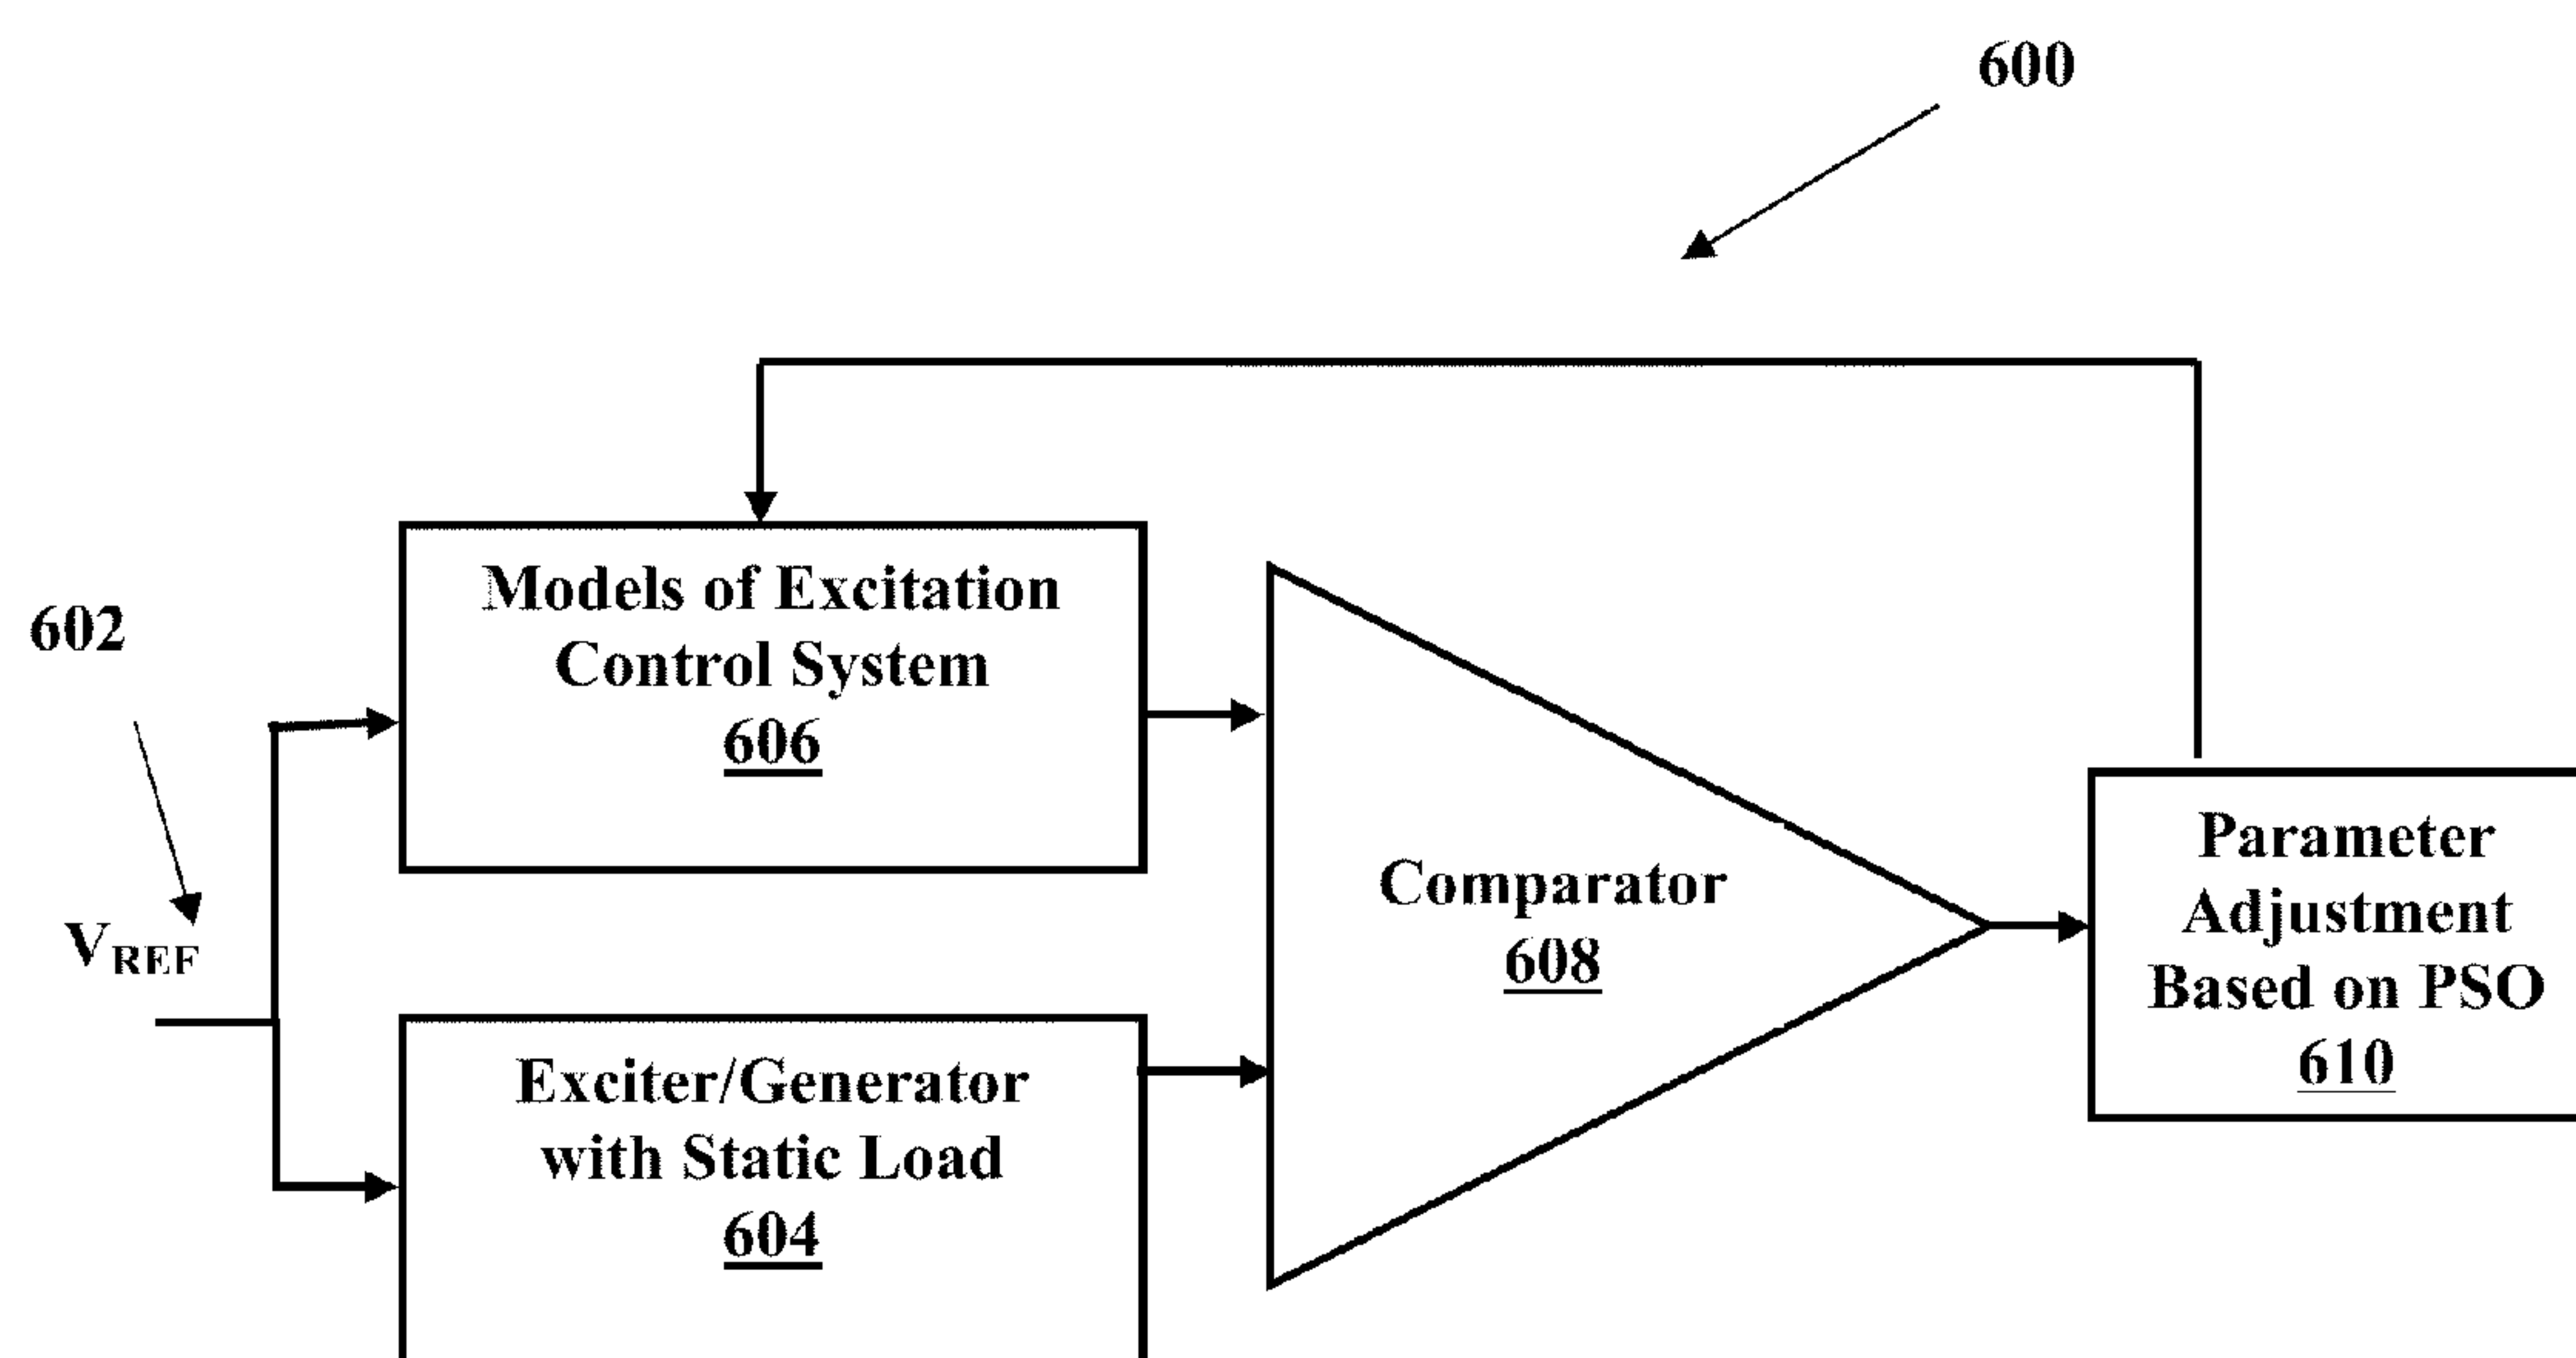 600
602
Models of Excitation
Control System
606
V_REF
Comparator
608
Parameter
Adjustment
Based on PSO
610
Exciter/Generator
with Static Load
604